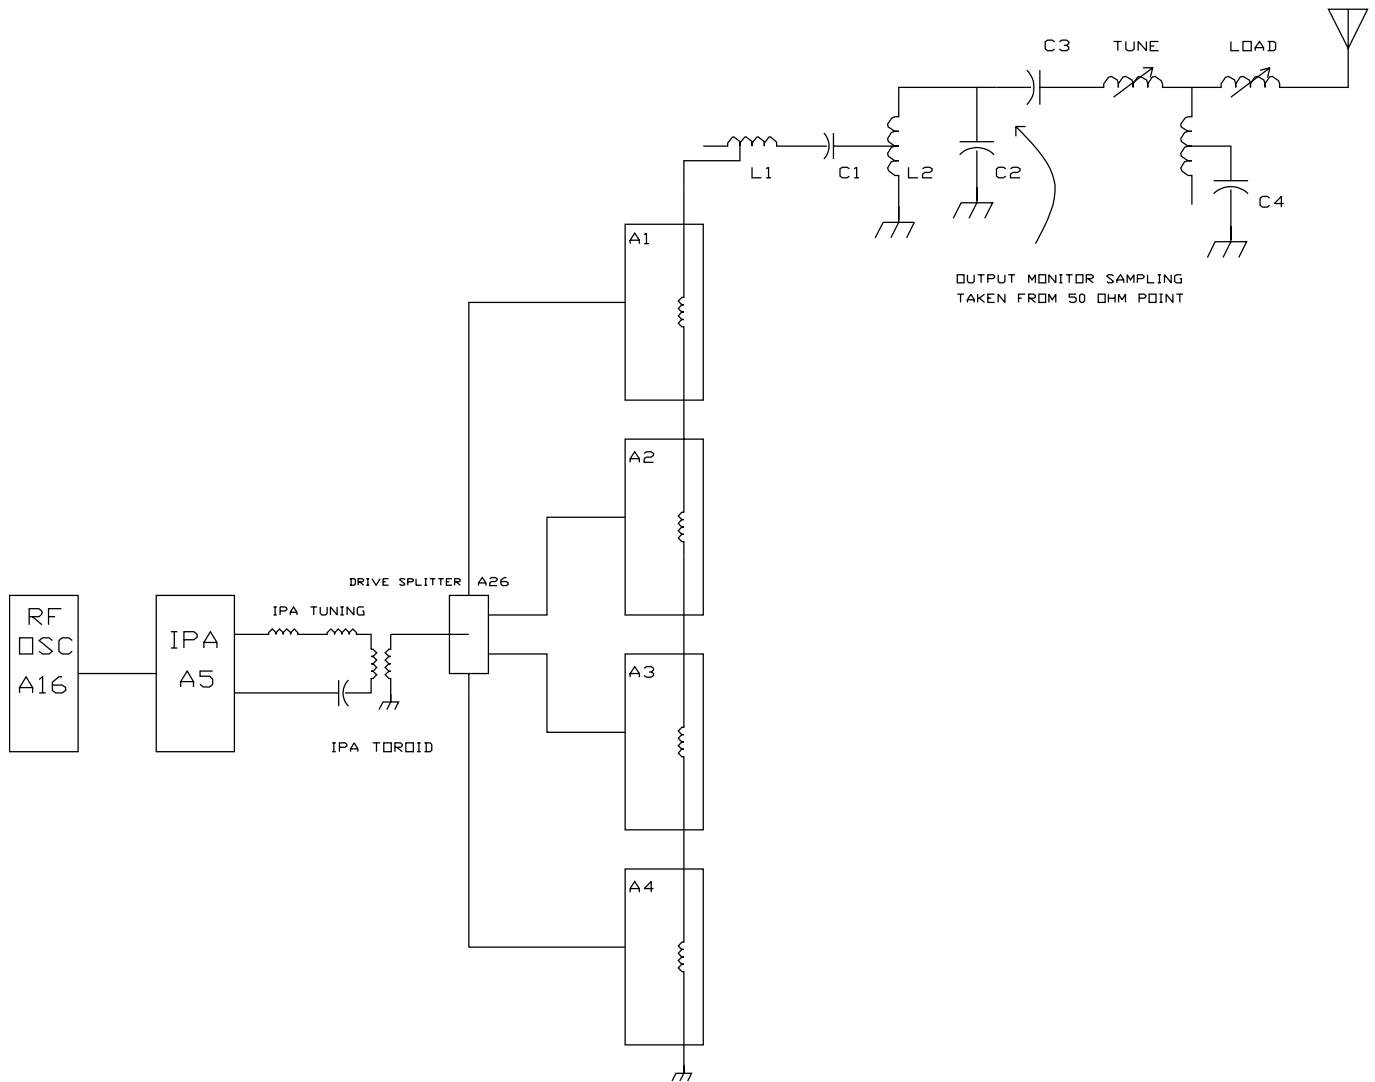 C3
TUNE
LOAD
L1
C1
L2
C2
C4
A1
OUTPUT MONITOR SAMPLING
TAKEN FROM 50 OHM POINT
A2
DRIVE SPLITTER
A26
IPA TUNING
RF
OSC
A16
IPA
A5
A3
IPA TOROID
A4